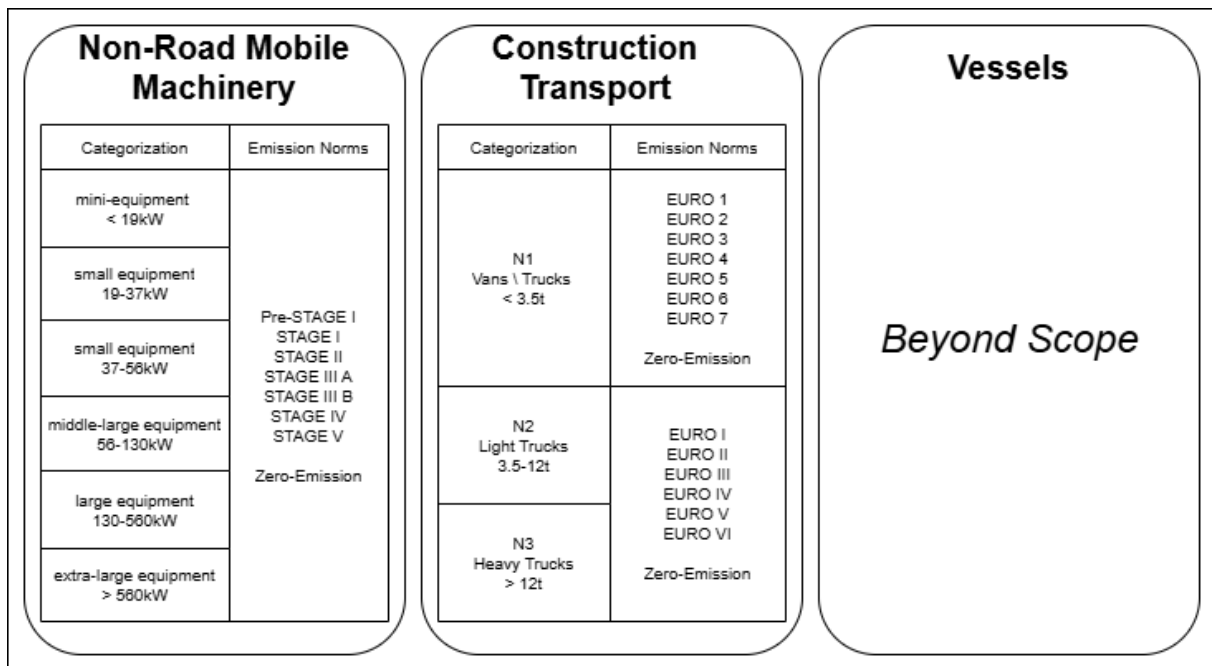 Non-Road Mobile
Machinery
Categorization
Emission Norms
mini-equipment
< 19kW
small equipment
19-37kW
small equipment
37-56kW
middle-large equipment
56-130kW
large equipment
130-560kW
extra-large equipment
> 560kW
Pre-STAGE I
STAGE I
STAGE II
STAGE III A
STAGE III B
STAGE IV
STAGE V
Zero-Emission
Construction
Transport
Categorization
Emission Norms
N1
Vans \ Trucks
< 3.5t
EURO 1
EURO 2
EURO 3
EURO 4
EURO 5
EURO 6
EURO 7
Zero-Emission
N2
Light Trucks
3.5-12t
N3
Heavy Trucks
> 12t
EURO I
EURO II
EURO III
EURO IV
EURO V
EURO VI
Zero-Emission
Vessels
Beyond Scope